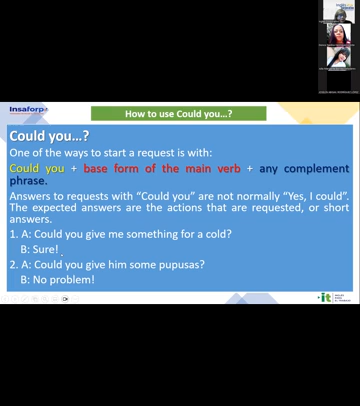 Insaforp
How to use Could you…?
Could you…?
One of the ways to start a request is with:
Could you + base form of the main verb + any complement
phrase.
Answers to requests with “Could you” are not normally “Yes, I could”.
The expected answers are the actions that are requested, or short
answers.
1. A: Could you give me something for a cold?
B: Sure!
2. A: Could you give him some pupusas?
B: No problem!
it